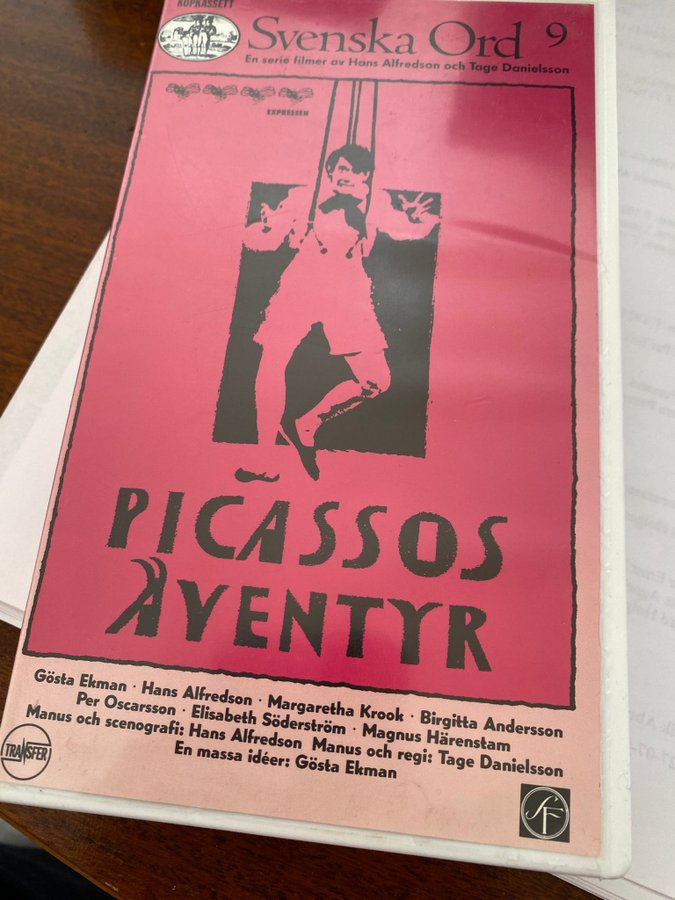 KÖPKASSETT
Svenska Ord 9
En serie filmer av Hans Alfredson och Tage Danielsson
EXPRESSEN
PICASSOS
ÄVENTYR
Gösta Ekman · Hans Alfredson · Margaretha Krook · Birgitta Andersson
Per Oscarsson · Elisabeth Söderström · Magnus Härenstam
Manus och scenografi: Hans Alfredson Manus och regi: Tage Danielsson
En massa idéer: Gösta Ekman
TRANSFER
SF